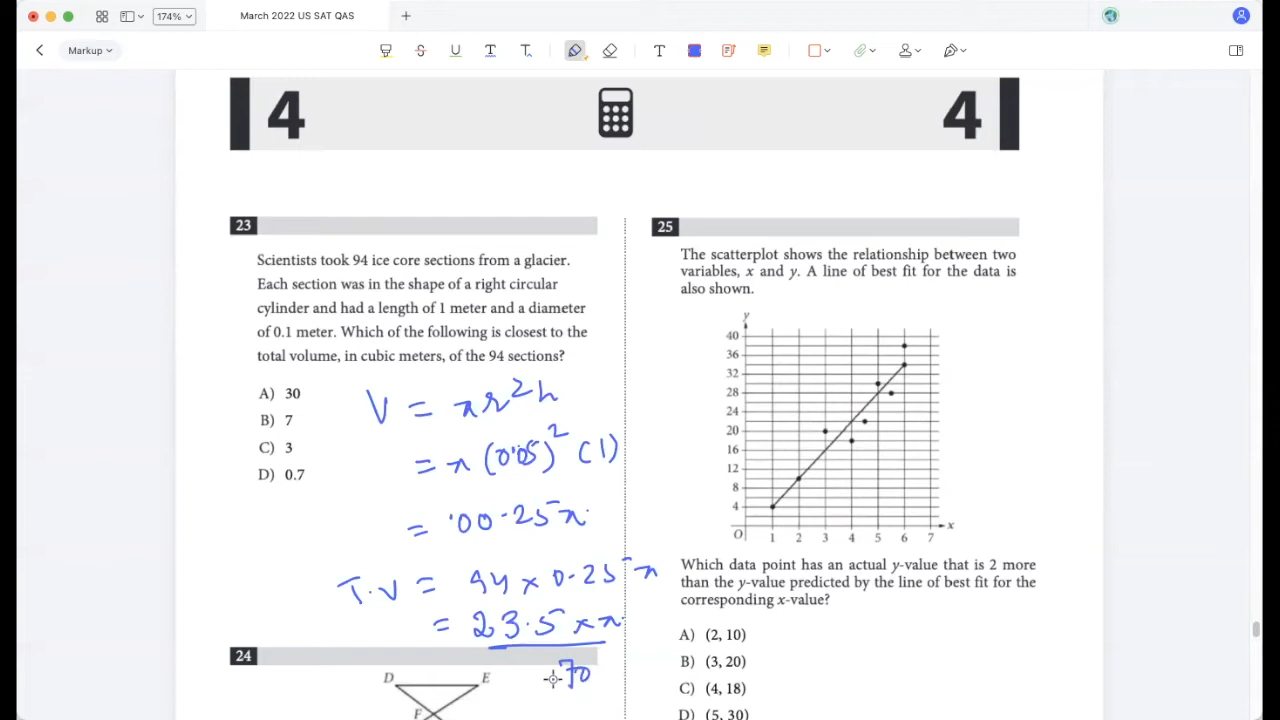 March 2022 US SAT QAS
174%
Markup
4
4
23
Scientists took 94 ice core sections from a glacier.
Each section was in the shape of a right circular
cylinder and had a length of 1 meter and a diameter
of 0.1 meter. Which of the following is closest to the
total volume, in cubic meters, of the 94 sections?
A) 30
B) 7
C) 3
D) 0.7
V = πr²h
= π (0.05)² (1)
= .00.25π
T.V = 94 × 0.25π
= 23.5 × π
70
24
D
E
F
25
The scatterplot shows the relationship between two
variables, x and y. A line of best fit for the data is
also shown.
y
40
36
32
28
24
20
16
12
8
4
O 1 2 3 4 5 6 7 x
Which data point has an actual y-value that is 2 more
than the y-value predicted by the line of best fit for the
corresponding x-value?
A) (2, 10)
B) (3, 20)
C) (4, 18)
D) (5, 30)